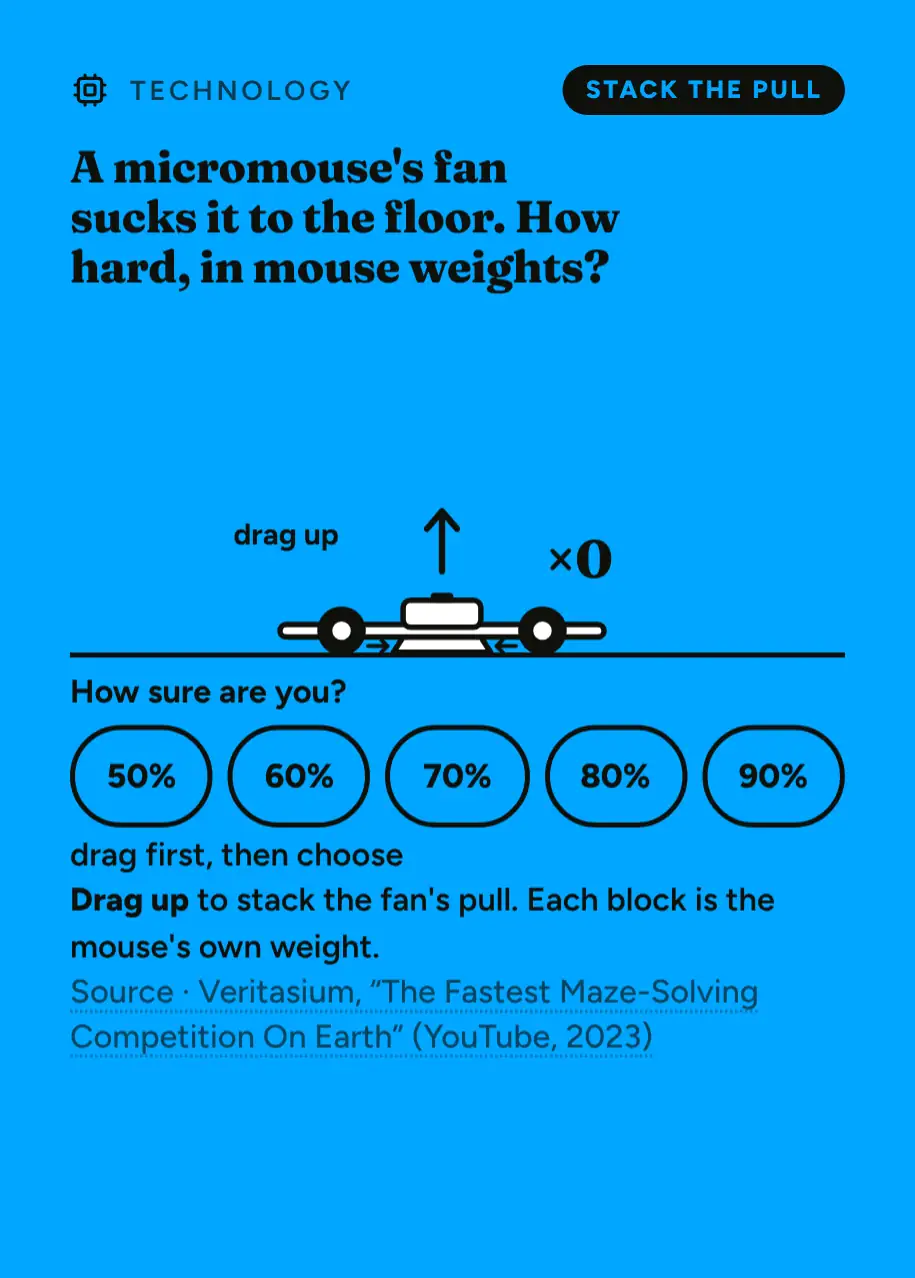 TECHNOLOGY
STACK THE PULL
A micromouse's fan
sucks it to the floor. How
hard, in mouse weights?
drag up
×0
How sure are you?
50%
60%
70%
80%
90%
drag first, then choose
Drag up to stack the fan's pull. Each block is the
mouse's own weight.
Source · Veritasium, “The Fastest Maze-Solving
Competition On Earth” (YouTube, 2023)